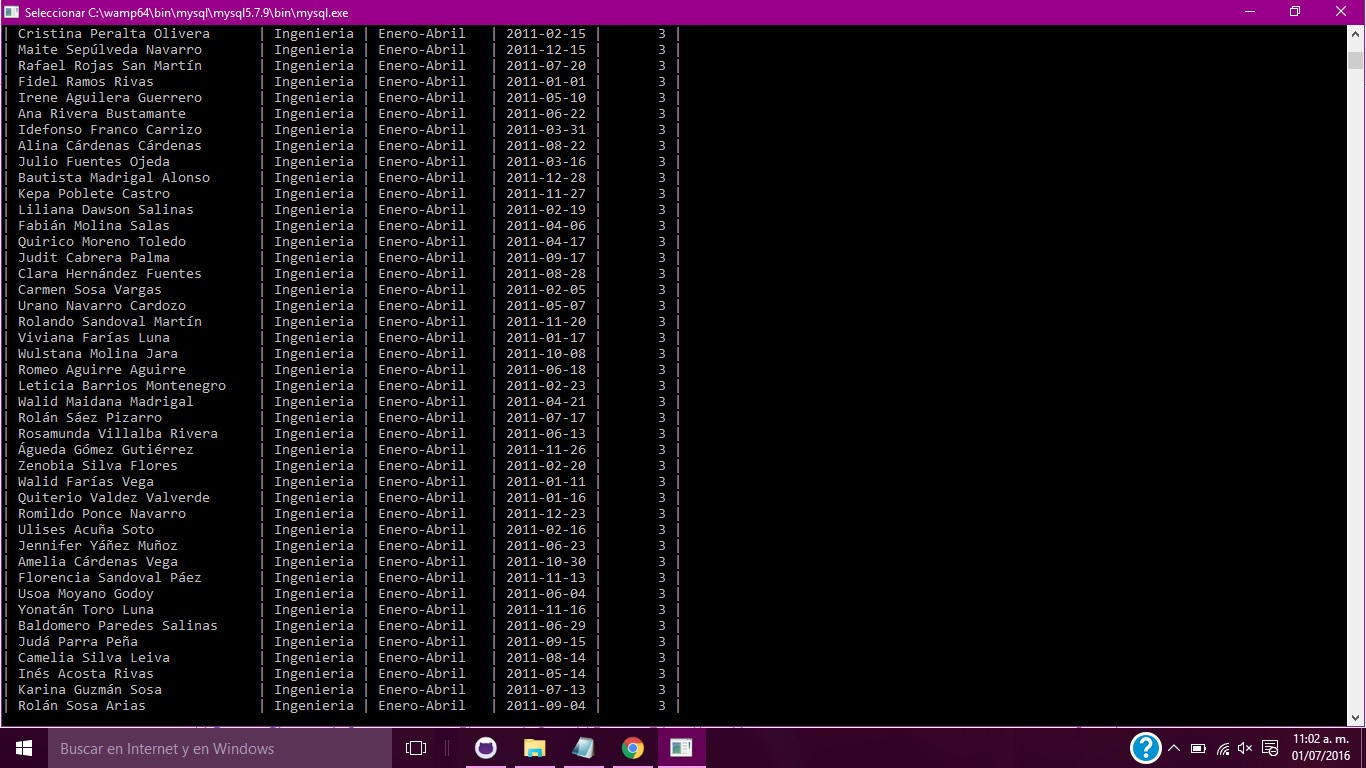 Seleccionar C:\wamp64\bin\mysql\mysql5.7.9\bin\mysql.exe
| Cristina Peralta Olivera | Ingenieria | Enero-Abril | 2011-02-15 | 3 |
| Maite Sepúlveda Navarro | Ingenieria | Enero-Abril | 2011-12-15 | 3 |
| Rafael Rojas San Martín | Ingenieria | Enero-Abril | 2011-07-20 | 3 |
| Fidel Ramos Rivas | Ingenieria | Enero-Abril | 2011-01-01 | 3 |
| Irene Aguilera Guerrero | Ingenieria | Enero-Abril | 2011-05-10 | 3 |
| Ana Rivera Bustamante | Ingenieria | Enero-Abril | 2011-06-22 | 3 |
| Idefonso Franco Carrizo | Ingenieria | Enero-Abril | 2011-03-31 | 3 |
| Alina Cárdenas Cárdenas | Ingenieria | Enero-Abril | 2011-08-22 | 3 |
| Julio Fuentes Ojeda | Ingenieria | Enero-Abril | 2011-03-16 | 3 |
| Bautista Madrigal Alonso | Ingenieria | Enero-Abril | 2011-12-28 | 3 |
| Kepa Poblete Castro | Ingenieria | Enero-Abril | 2011-11-27 | 3 |
| Liliana Dawson Salinas | Ingenieria | Enero-Abril | 2011-02-19 | 3 |
| Fabián Molina Salas | Ingenieria | Enero-Abril | 2011-04-06 | 3 |
| Quirico Moreno Toledo | Ingenieria | Enero-Abril | 2011-04-17 | 3 |
| Judit Cabrera Palma | Ingenieria | Enero-Abril | 2011-09-17 | 3 |
| Clara Hernández Fuentes | Ingenieria | Enero-Abril | 2011-08-28 | 3 |
| Carmen Sosa Vargas | Ingenieria | Enero-Abril | 2011-02-05 | 3 |
| Urano Navarro Cardozo | Ingenieria | Enero-Abril | 2011-05-07 | 3 |
| Rolando Sandoval Martín | Ingenieria | Enero-Abril | 2011-11-20 | 3 |
| Viviana Farías Luna | Ingenieria | Enero-Abril | 2011-01-17 | 3 |
| Wulstana Molina Jara | Ingenieria | Enero-Abril | 2011-10-08 | 3 |
| Romeo Aguirre Aguirre | Ingenieria | Enero-Abril | 2011-06-18 | 3 |
| Leticia Barrios Montenegro | Ingenieria | Enero-Abril | 2011-02-23 | 3 |
| Walid Maidana Madrigal | Ingenieria | Enero-Abril | 2011-04-21 | 3 |
| Rolán Sáez Pizarro | Ingenieria | Enero-Abril | 2011-07-17 | 3 |
| Rosamunda Villalba Rivera | Ingenieria | Enero-Abril | 2011-06-13 | 3 |
| Águeda Gómez Gutiérrez | Ingenieria | Enero-Abril | 2011-11-26 | 3 |
| Zenobia Silva Flores | Ingenieria | Enero-Abril | 2011-02-20 | 3 |
| Walid Farías Vega | Ingenieria | Enero-Abril | 2011-01-11 | 3 |
| Quiterio Valdez Valverde | Ingenieria | Enero-Abril | 2011-01-16 | 3 |
| Romildo Ponce Navarro | Ingenieria | Enero-Abril | 2011-12-23 | 3 |
| Ulises Acuña Soto | Ingenieria | Enero-Abril | 2011-02-16 | 3 |
| Jennifer Yáñez Muñoz | Ingenieria | Enero-Abril | 2011-06-23 | 3 |
| Amelia Cárdenas Vega | Ingenieria | Enero-Abril | 2011-10-30 | 3 |
| Florencia Sandoval Páez | Ingenieria | Enero-Abril | 2011-11-13 | 3 |
| Usoa Moyano Godoy | Ingenieria | Enero-Abril | 2011-06-04 | 3 |
| Yonatán Toro Luna | Ingenieria | Enero-Abril | 2011-11-16 | 3 |
| Baldomero Paredes Salinas | Ingenieria | Enero-Abril | 2011-06-29 | 3 |
| Judá Parra Peña | Ingenieria | Enero-Abril | 2011-09-15 | 3 |
| Camelia Silva Leiva | Ingenieria | Enero-Abril | 2011-08-14 | 3 |
| Inés Acosta Rivas | Ingenieria | Enero-Abril | 2011-05-14 | 3 |
| Karina Guzmán Sosa | Ingenieria | Enero-Abril | 2011-07-13 | 3 |
| Rolán Sosa Arias | Ingenieria | Enero-Abril | 2011-09-04 | 3 |
Buscar en Internet y en Windows
11:02 a. m.
01/07/2016